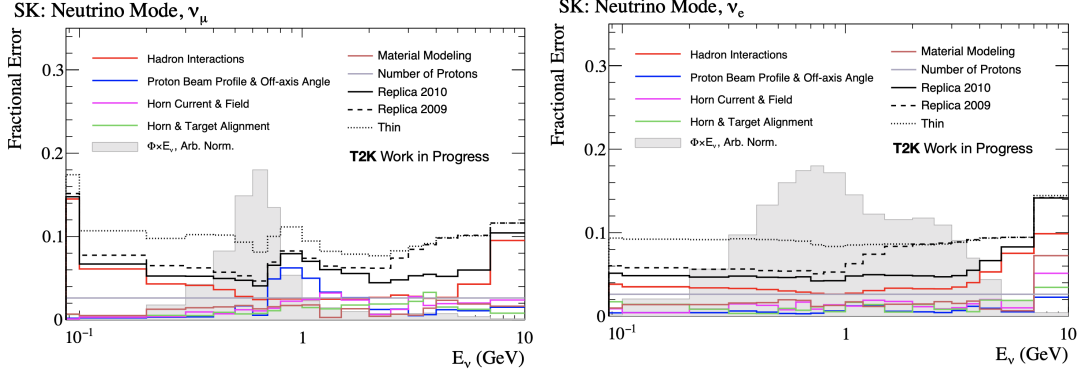 SK: Neutrino Mode, νμ
Fractional Error
0.3
0.2
0.1
0
Hadron Interactions
Proton Beam Profile & Off-axis Angle
Horn Current & Field
Horn & Target Alignment
Φ×Eν, Arb. Norm.
Material Modeling
Number of Protons
Replica 2010
Replica 2009
Thin
T2K Work in Progress
10⁻¹ 1 10
Eν (GeV)
SK: Neutrino Mode, νe
Fractional Error
0.3
0.2
0.1
0
Hadron Interactions
Proton Beam Profile & Off-axis Angle
Horn Current & Field
Horn & Target Alignment
Φ×Eν, Arb. Norm.
Material Modeling
Number of Protons
Replica 2010
Replica 2009
Thin
T2K Work in Progress
10⁻¹ 1 10
Eν (GeV)